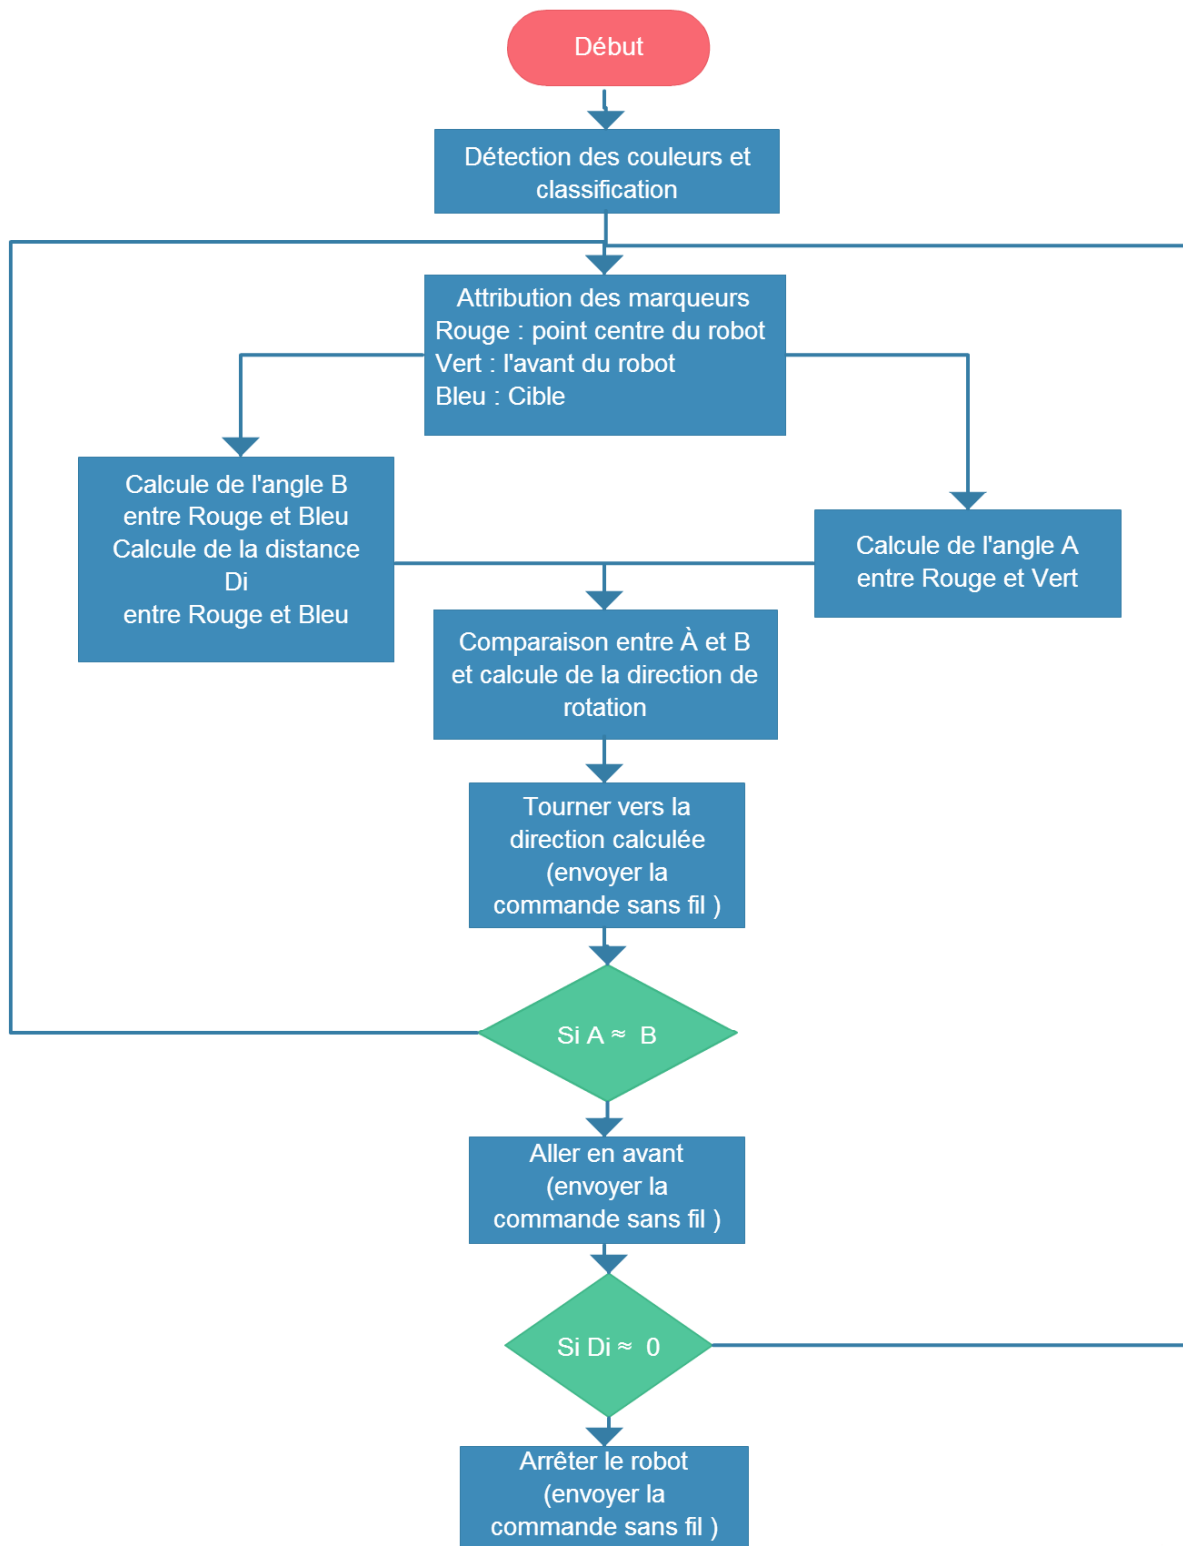 Début
Détection des couleurs et
classification
Attribution des marqueurs
Rouge : point centre du robot
Vert : l'avant du robot
Bleu : Cible
Calcule de l'angle B
entre Rouge et Bleu
Calcule de la distance
Di
entre Rouge et Bleu
Calcule de l'angle A
entre Rouge et Vert
Comparaison entre À et B
et calcule de la direction de
rotation
Tourner vers la
direction calculée
(envoyer la
commande sans fil )
Si A ≈ B
Aller en avant
(envoyer la
commande sans fil )
Si Di ≈ 0
Arrêter le robot
(envoyer la
commande sans fil )